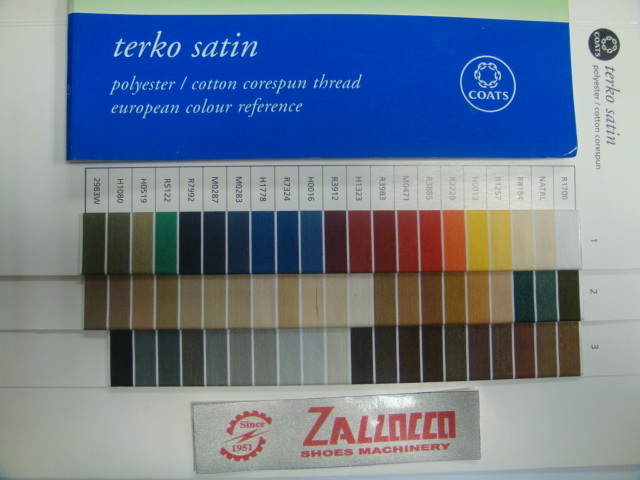 terko satin
polyester / cotton corespun thread
european colour reference
COATS
COATS
terko satin
polyester / cotton corespun
2983W
H1080
H0519
R5122
R7992
M0287
M0283
H1778
R7324
H0016
R3912
H1323
R3983
M0471
R3885
R2220
H0013
R1257
R8184
NATRL
R1700
1
2
3
Since
1951
ZALLOCCO
SHOES MACHINERY